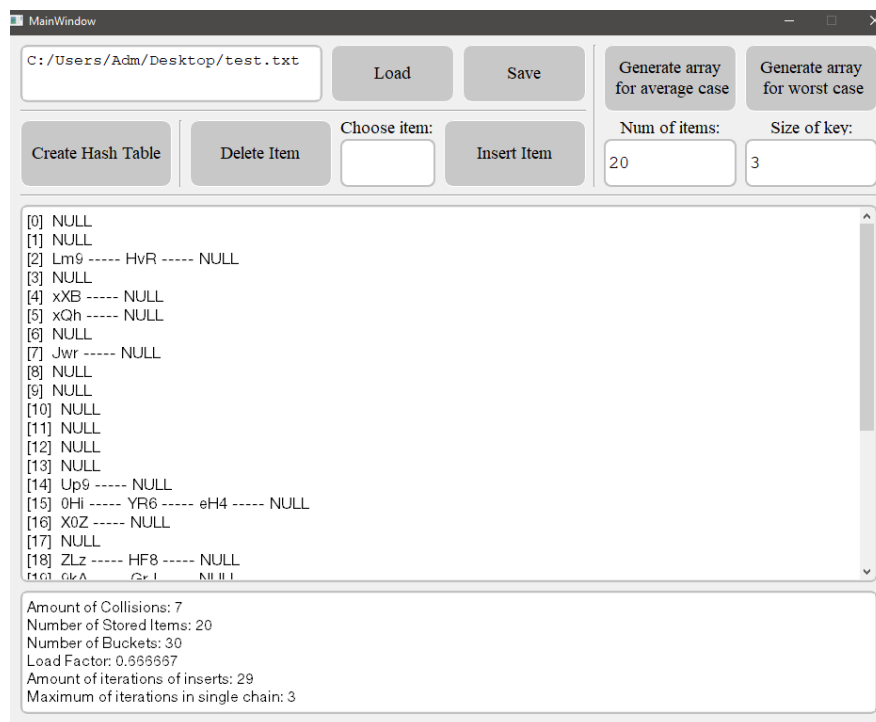 MainWindow
C:/Users/Adm/Desktop/test.txt
Load
Save
Generate array
for average case
Generate array
for worst case
Create Hash Table
Delete Item
Choose item:
Insert Item
Num of items:
20
Size of key:
3
[0] NULL
[1] NULL
[2] Lm9 ----- HvR ----- NULL
[3] NULL
[4] xXB ----- NULL
[5] xQh ----- NULL
[6] NULL
[7] Jwr ----- NULL
[8] NULL
[9] NULL
[10] NULL
[11] NULL
[12] NULL
[13] NULL
[14] Up9 ----- NULL
[15] 0Hi ----- YR6 ----- eH4 ----- NULL
[16] X0Z ----- NULL
[17] NULL
[18] ZLz ----- HF8 ----- NULL
[19]
Amount of Collisions: 7
Number of Stored Items: 20
Number of Buckets: 30
Load Factor: 0.666667
Amount of iterations of inserts: 29
Maximum of iterations in single chain: 3